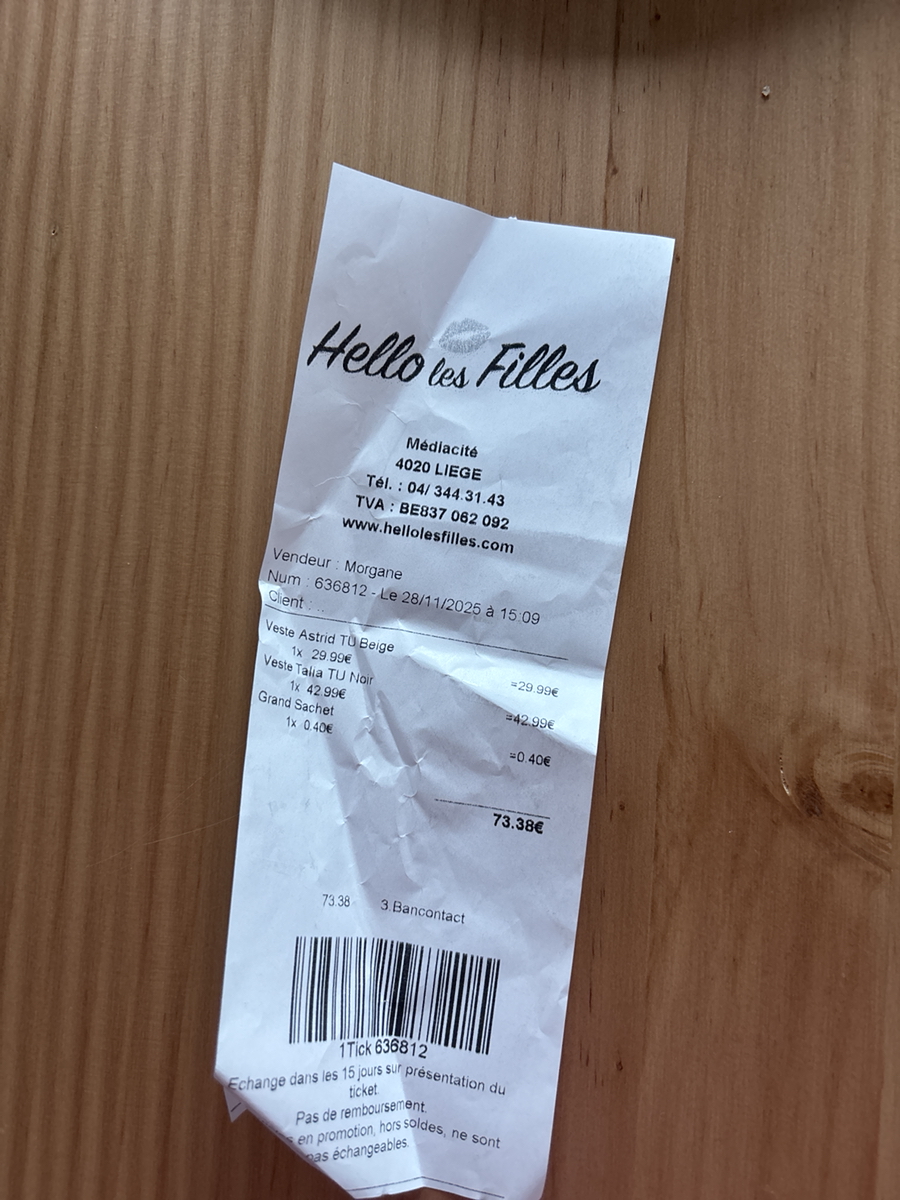 Hello les Filles
Médiacité
4020 LIEGE
Tél. : 04/ 344.31.43
TVA : BE837 062 092
www.hellolesfilles.com
Vendeur : Morgane
Num : 636812 - Le 28/11/2025 à 15:09
Client : ..
Veste Astrid TU Beige
1x 29.99€ =29.99€
Veste Talia TU Noir
1x 42.99€ =42.99€
Grand Sachet
1x 0.40€ =0.40€
73.38€
73.38 3.Bancontact
1Tick 636812
Echange dans les 15 jours sur présentation du
ticket.
Pas de remboursement.
en promotion, hors soldes, ne sont
pas échangeables.